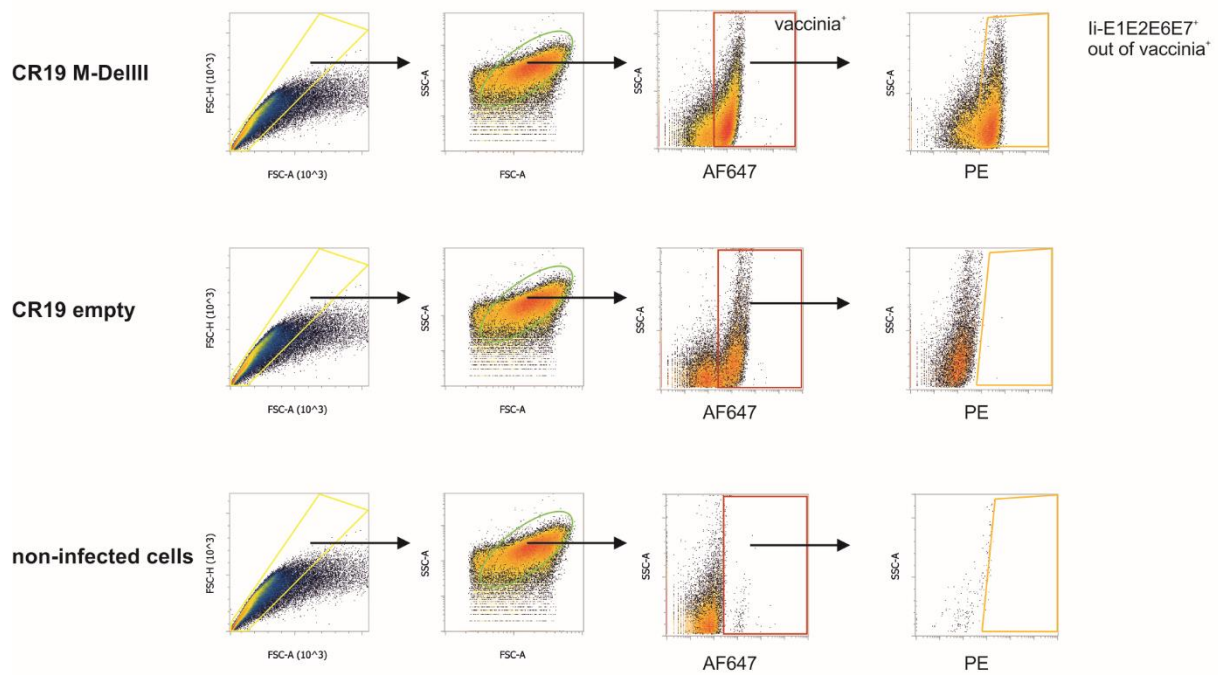 CR19 M-DelIII
FSC-H (10^3)
FSC-A (10^3)
SSC-A
FSC-A
vaccinia⁺
SSC-A
AF647
Ii-E1E2E6E7⁺
out of vaccinia⁺
SSC-A
PE
CR19 empty
FSC-H (10^3)
FSC-A (10^3)
SSC-A
FSC-A
SSC-A
AF647
SSC-A
PE
non-infected cells
FSC-H (10^3)
FSC-A (10^3)
SSC-A
FSC-A
SSC-A
AF647
SSC-A
PE